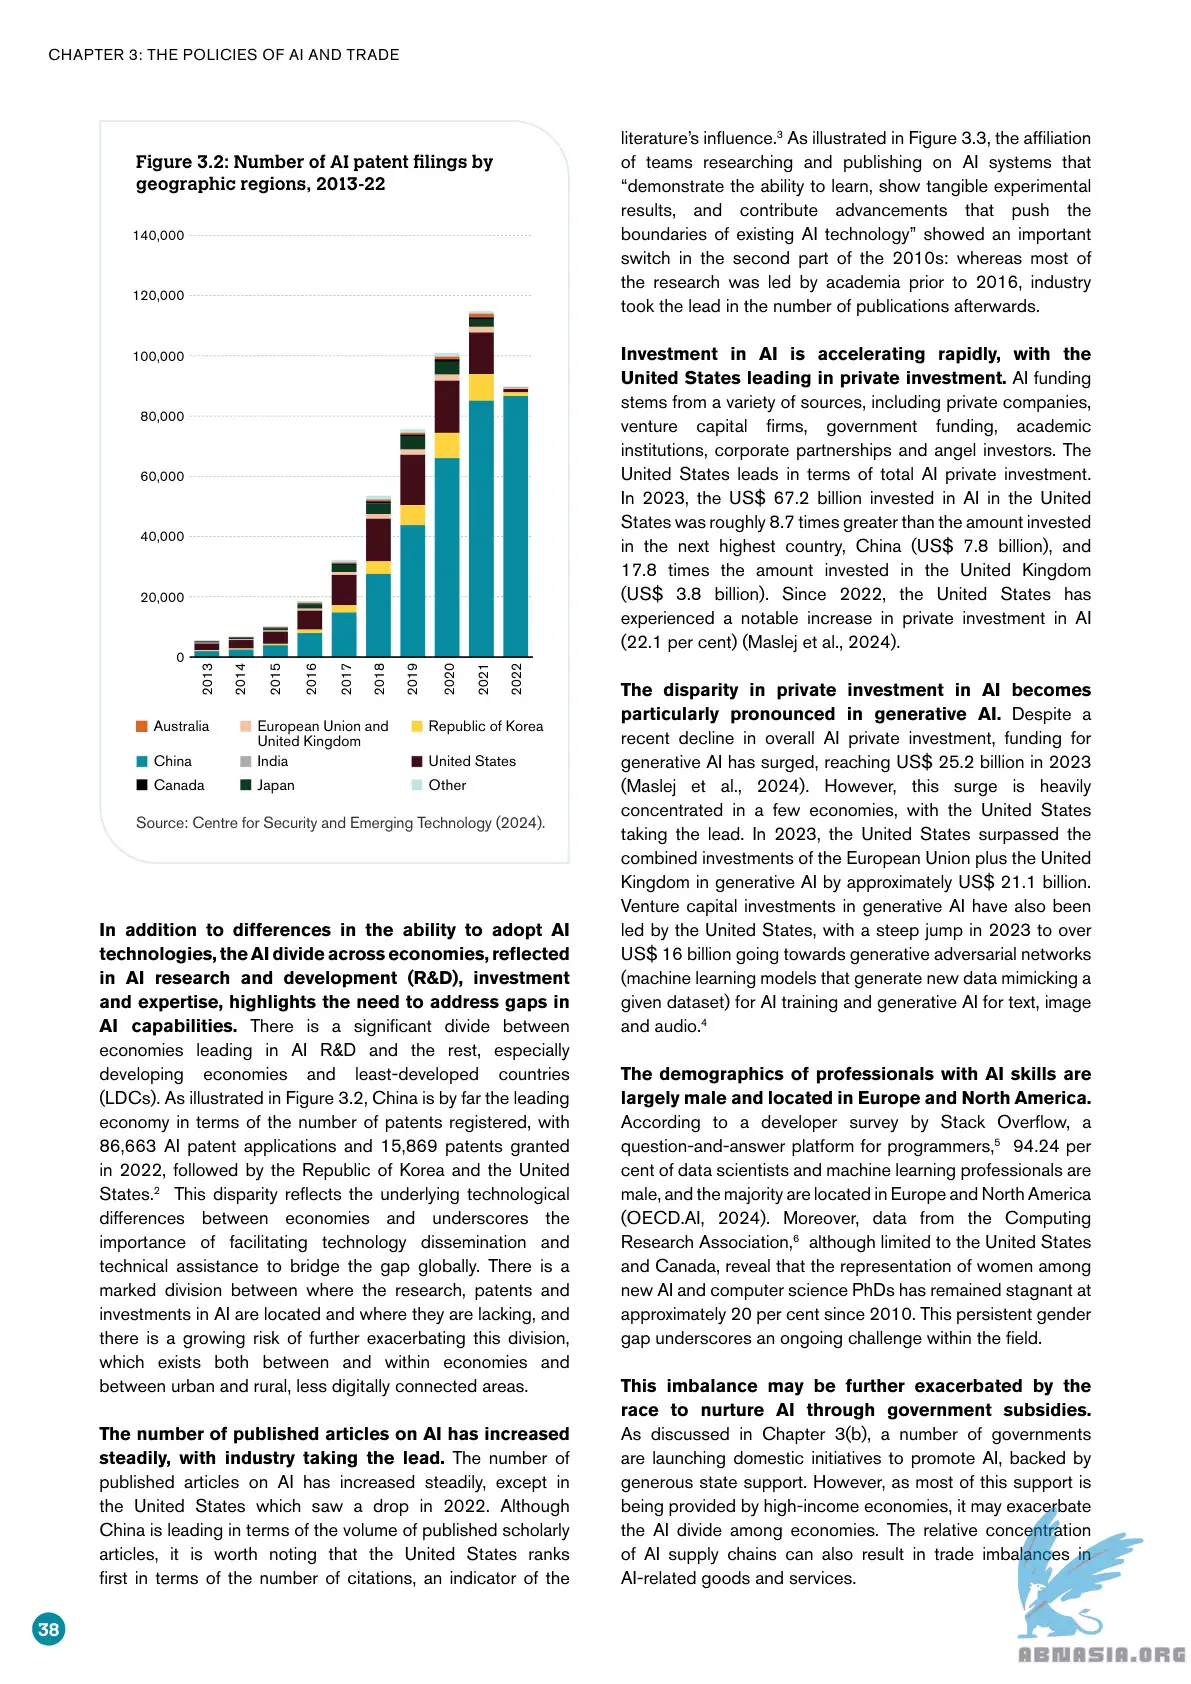 CHAPTER 3: THE POLICIES OF AI AND TRADE
Figure 3.2: Number of AI patent filings by
geographic regions, 2013-22
140,000
120,000
100,000
80,000
60,000
40,000
20,000
0
2013
2014
2015
2016
2017
2018
2019
2020
2021
2022
Australia
European Union and
United Kingdom
Republic of Korea
China
India
United States
Canada
Japan
Other
Source: Centre for Security and Emerging Technology (2024).
In addition to differences in the ability to adopt AI
technologies, the AI divide across economies, reflected
in AI research and development (R&D), investment
and expertise, highlights the need to address gaps in
AI capabilities. There is a significant divide between
economies leading in AI R&D and the rest, especially
developing economies and least-developed countries
(LDCs). As illustrated in Figure 3.2, China is by far the leading
economy in terms of the number of patents registered, with
86,663 AI patent applications and 15,869 patents granted
in 2022, followed by the Republic of Korea and the United
States.² This disparity reflects the underlying technological
differences between economies and underscores the
importance of facilitating technology dissemination and
technical assistance to bridge the gap globally. There is a
marked division between where the research, patents and
investments in AI are located and where they are lacking, and
there is a growing risk of further exacerbating this division,
which exists both between and within economies and
between urban and rural, less digitally connected areas.
The number of published articles on AI has increased
steadily, with industry taking the lead. The number of
published articles on AI has increased steadily, except in
the United States which saw a drop in 2022. Although
China is leading in terms of the volume of published scholarly
articles, it is worth noting that the United States ranks
first in terms of the number of citations, an indicator of the
literature's influence.³ As illustrated in Figure 3.3, the affiliation
of teams researching and publishing on AI systems that
“demonstrate the ability to learn, show tangible experimental
results, and contribute advancements that push the
boundaries of existing AI technology” showed an important
switch in the second part of the 2010s: whereas most of
the research was led by academia prior to 2016, industry
took the lead in the number of publications afterwards.
Investment in AI is accelerating rapidly, with the
United States leading in private investment. AI funding
stems from a variety of sources, including private companies,
venture capital firms, government funding, academic
institutions, corporate partnerships and angel investors. The
United States leads in terms of total AI private investment.
In 2023, the US$ 67.2 billion invested in AI in the United
States was roughly 8.7 times greater than the amount invested
in the next highest country, China (US$ 7.8 billion), and
17.8 times the amount invested in the United Kingdom
(US$ 3.8 billion). Since 2022, the United States has
experienced a notable increase in private investment in AI
(22.1 per cent) (Maslej et al., 2024).
The disparity in private investment in AI becomes
particularly pronounced in generative AI. Despite a
recent decline in overall AI private investment, funding for
generative AI has surged, reaching US$ 25.2 billion in 2023
(Maslej et al., 2024). However, this surge is heavily
concentrated in a few economies, with the United States
taking the lead. In 2023, the United States surpassed the
combined investments of the European Union plus the United
Kingdom in generative AI by approximately US$ 21.1 billion.
Venture capital investments in generative AI have also been
led by the United States, with a steep jump in 2023 to over
US$ 16 billion going towards generative adversarial networks
(machine learning models that generate new data mimicking a
given dataset) for AI training and generative AI for text, image
and audio.⁴
The demographics of professionals with AI skills are
largely male and located in Europe and North America.
According to a developer survey by Stack Overflow, a
question-and-answer platform for programmers,⁵ 94.24 per
cent of data scientists and machine learning professionals are
male, and the majority are located in Europe and North America
(OECD.AI, 2024). Moreover, data from the Computing
Research Association,⁶ although limited to the United States
and Canada, reveal that the representation of women among
new AI and computer science PhDs has remained stagnant at
approximately 20 per cent since 2010. This persistent gender
gap underscores an ongoing challenge within the field.
This imbalance may be further exacerbated by the
race to nurture AI through government subsidies.
As discussed in Chapter 3(b), a number of governments
are launching domestic initiatives to promote AI, backed by
generous state support. However, as most of this support is
being provided by high-income economies, it may exacerbate
the AI divide among economies. The relative concentration
of AI supply chains can also result in trade imbalances in
AI-related goods and services.
38
ABNASIA.ORG